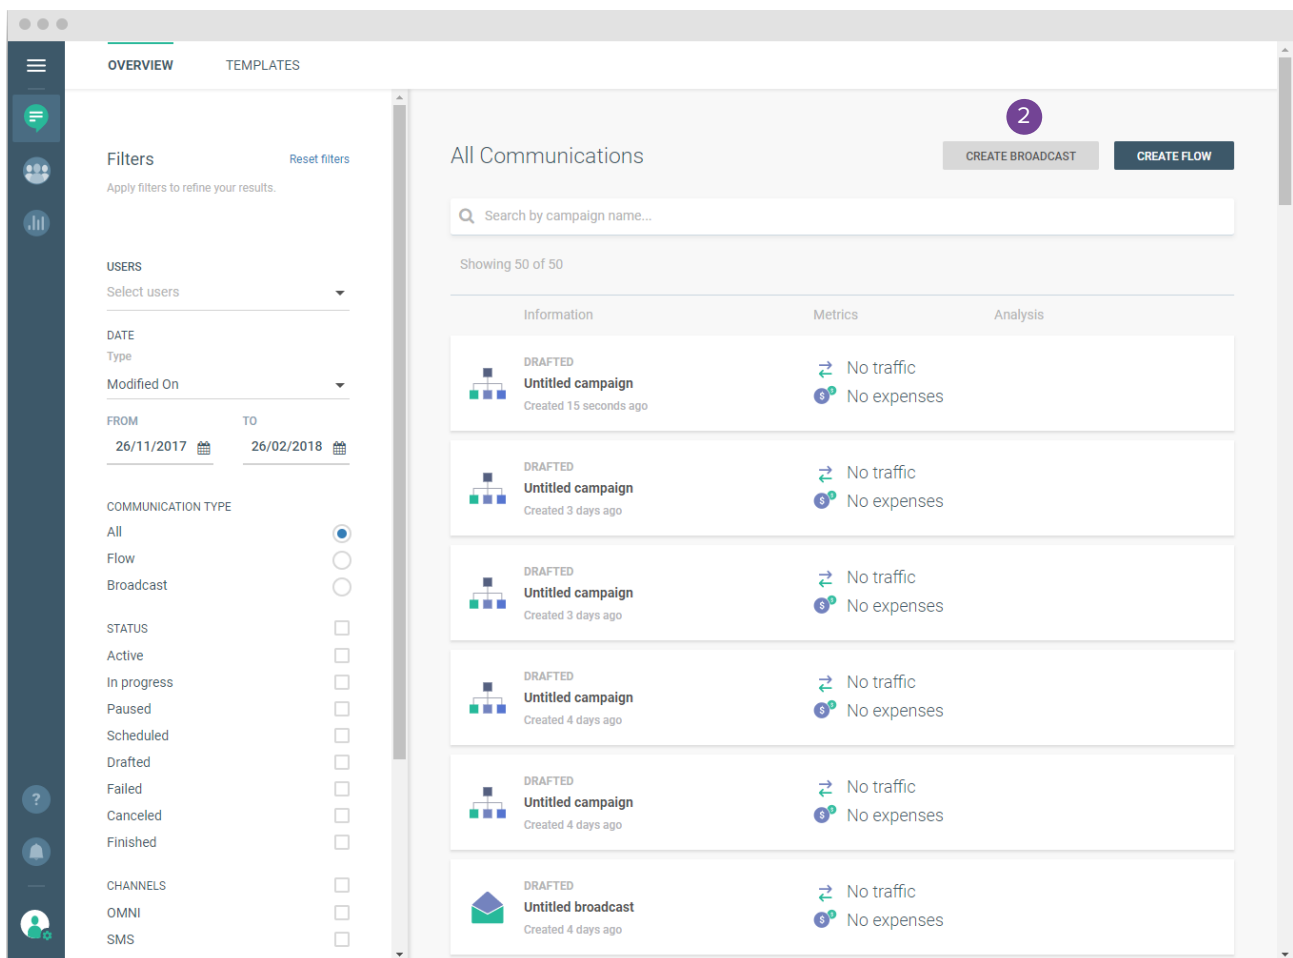 OVERVIEW TEMPLATES
2
Filters Reset filters
Apply filters to refine your results.
All Communications CREATE BROADCAST CREATE FLOW
Search by campaign name...
Showing 50 of 50
USERS
Select users
DATE
Type
Modified On
FROM TO
26/11/2017 26/02/2018
COMMUNICATION TYPE
All
Flow
Broadcast
STATUS
Active
In progress
Paused
Scheduled
Drafted
Failed
Canceled
Finished
CHANNELS
OMNI
SMS
Information Metrics Analysis
DRAFTED
Untitled campaign
Created 15 seconds ago
No traffic
$ No expenses
DRAFTED
Untitled campaign
Created 3 days ago
No traffic
$ No expenses
DRAFTED
Untitled campaign
Created 3 days ago
No traffic
$ No expenses
DRAFTED
Untitled campaign
Created 4 days ago
No traffic
$ No expenses
DRAFTED
Untitled campaign
Created 4 days ago
No traffic
$ No expenses
DRAFTED
Untitled broadcast
Created 4 days ago
No traffic
$ No expenses
?